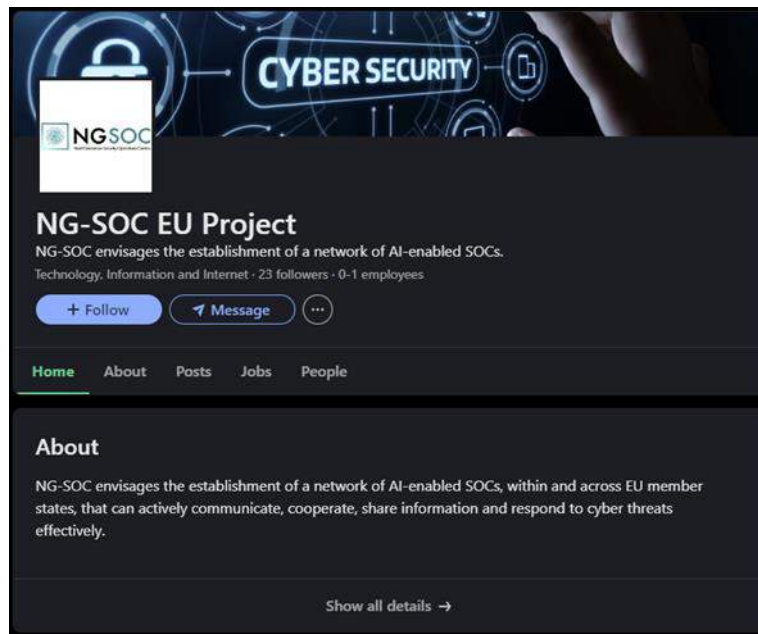 CYBER SECURITY
NGSOC
NG-SOC EU Project
NG-SOC envisages the establishment of a network of AI-enabled SOCs.
Technology, Information and Internet · 23 followers · 0-1 employees
+ Follow
Message
Home About Posts Jobs People
About
NG-SOC envisages the establishment of a network of AI-enabled SOCs, within and across EU member
states, that can actively communicate, cooperate, share information and respond to cyber threats
effectively.
Show all details →